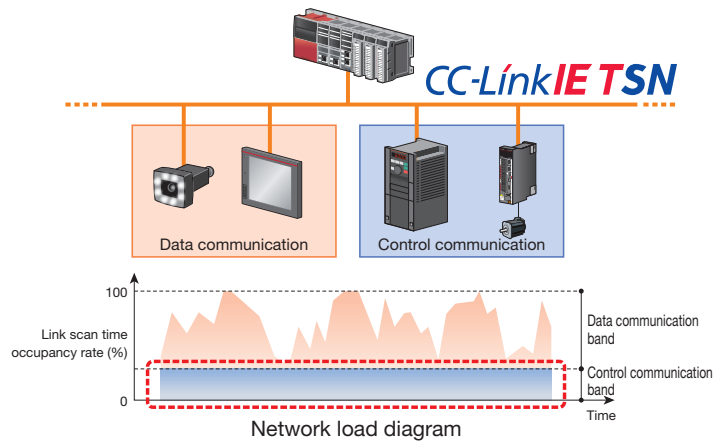 CC-Link IE TSN
Data communication
Control communication
100
Link scan time
occupancy rate (%)
0
Data communication
band
Control communication
band
Time
Network load diagram